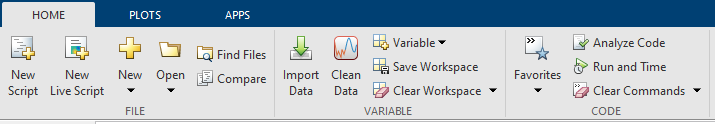 HOME PLOTS APPS
New Script
New Live Script
New
Open
Find Files
Compare
FILE
Import Data
Clean Data
Variable
Save Workspace
Clear Workspace
VARIABLE
Favorites
Analyze Code
Run and Time
Clear Commands
CODE